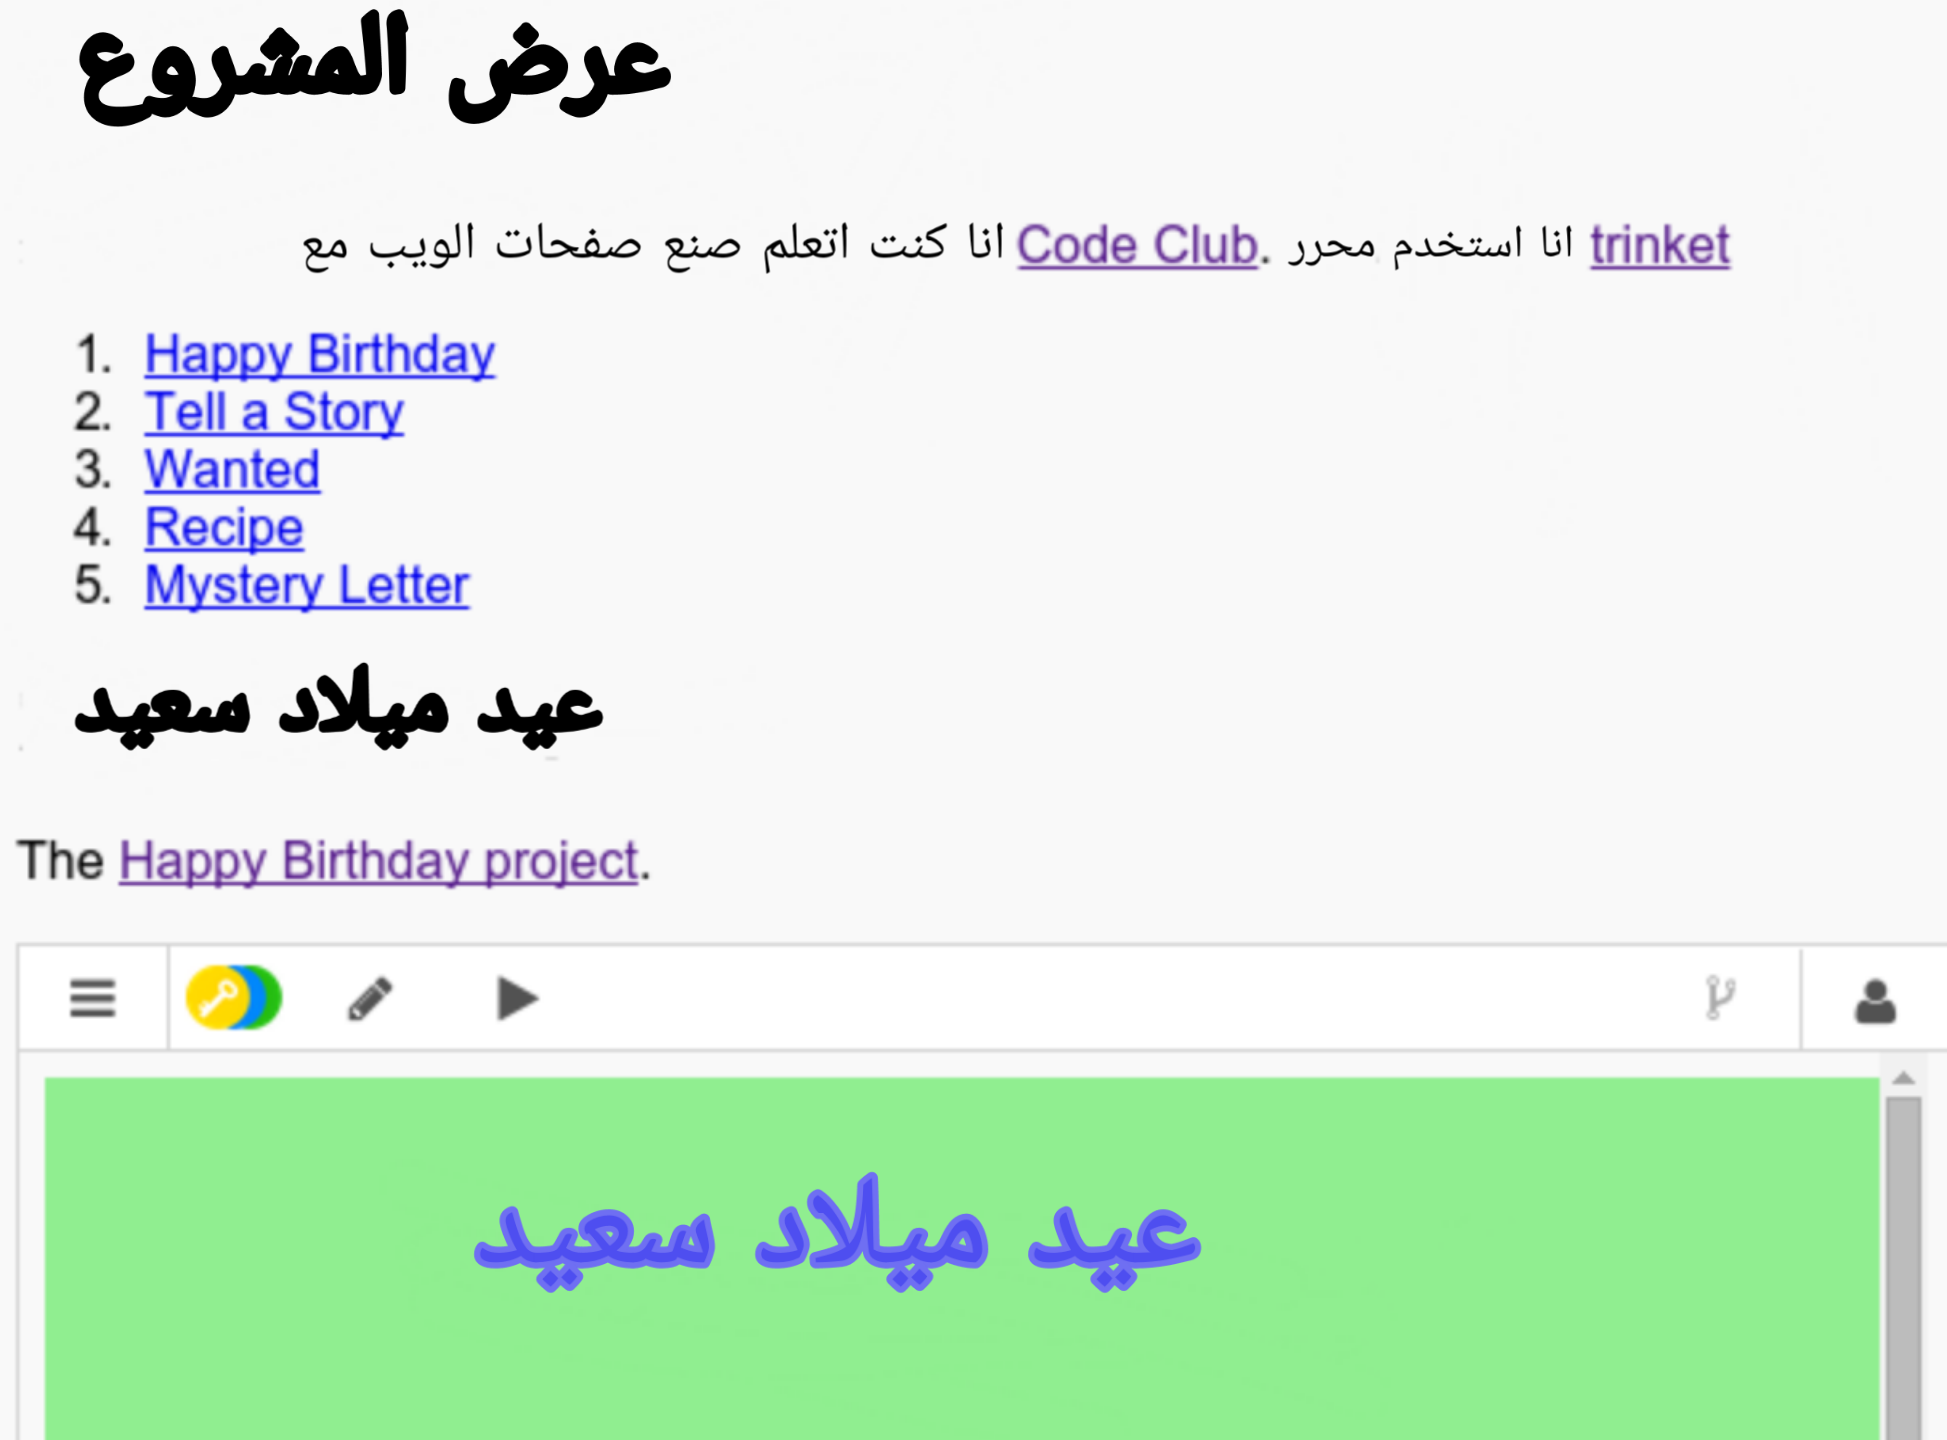 عرض المشروع
انا كنت اتعلم صنع صفحات الويب مع Code Club. انا استخدم محرر trinket
1. Happy Birthday
2. Tell a Story
3. Wanted
4. Recipe
5. Mystery Letter
عيد ميلاد سعيد
The Happy Birthday project.
عيد ميلاد سعيد